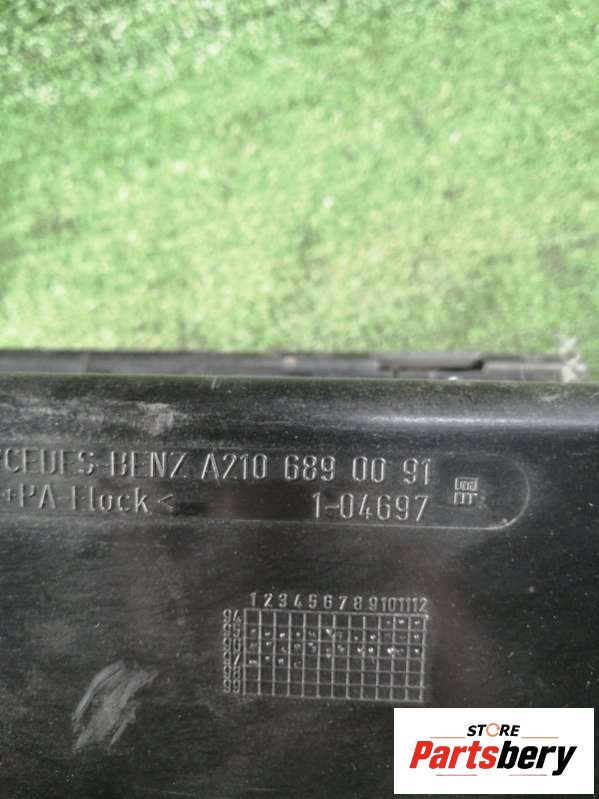 CEDES-BENZ A210 689 00 91
+PA-Flock< 1-04697
1 2 3 4 5 6 7 8 9 10 11 12
94
STORE
Partsbery